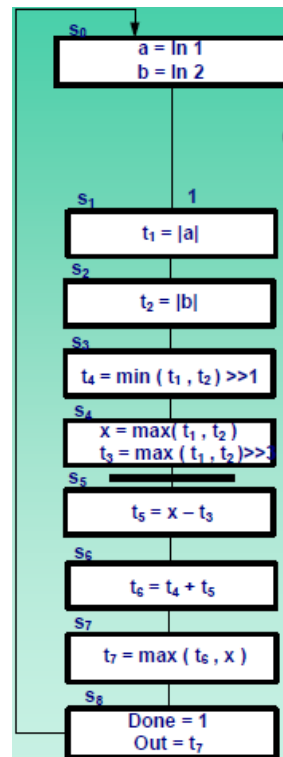 S0
a = In 1
b = In 2
1
S1
t1 = |a|
S2
t2 = |b|
S3
t4 = min ( t1 , t2 ) >>1
S4
x = max( t1 , t2 )
t3 = max ( t1 , t2 )>>3
S5
t5 = x – t3
S6
t6 = t4 + t5
S7
t7 = max ( t6 , x )
S8
Done = 1
Out = t7